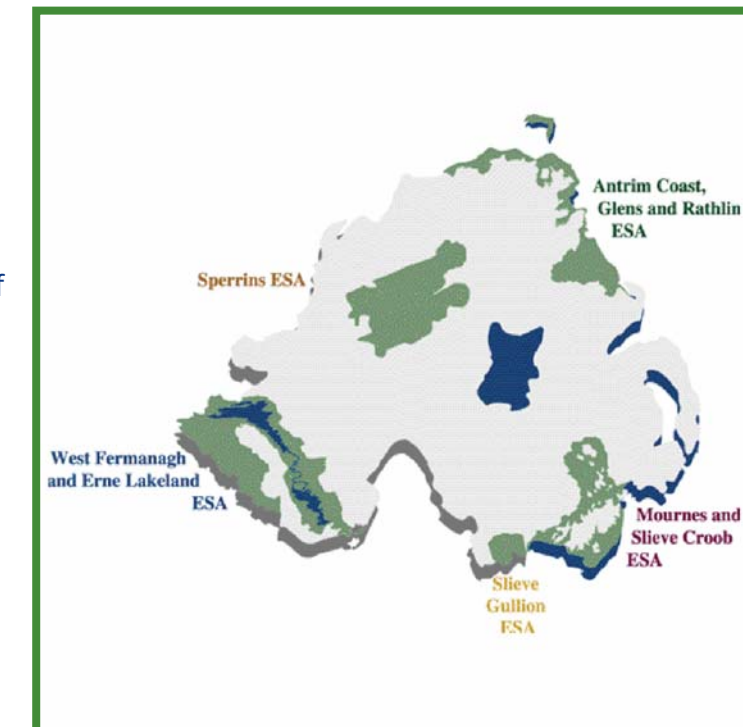 Antrim Coast,
Glens and Rathlin
ESA
Sperrins ESA
f
West Fermanagh
and Erne Lakeland
ESA
Mournes and
Slieve Croob
ESA
Slieve
Gullion
ESA